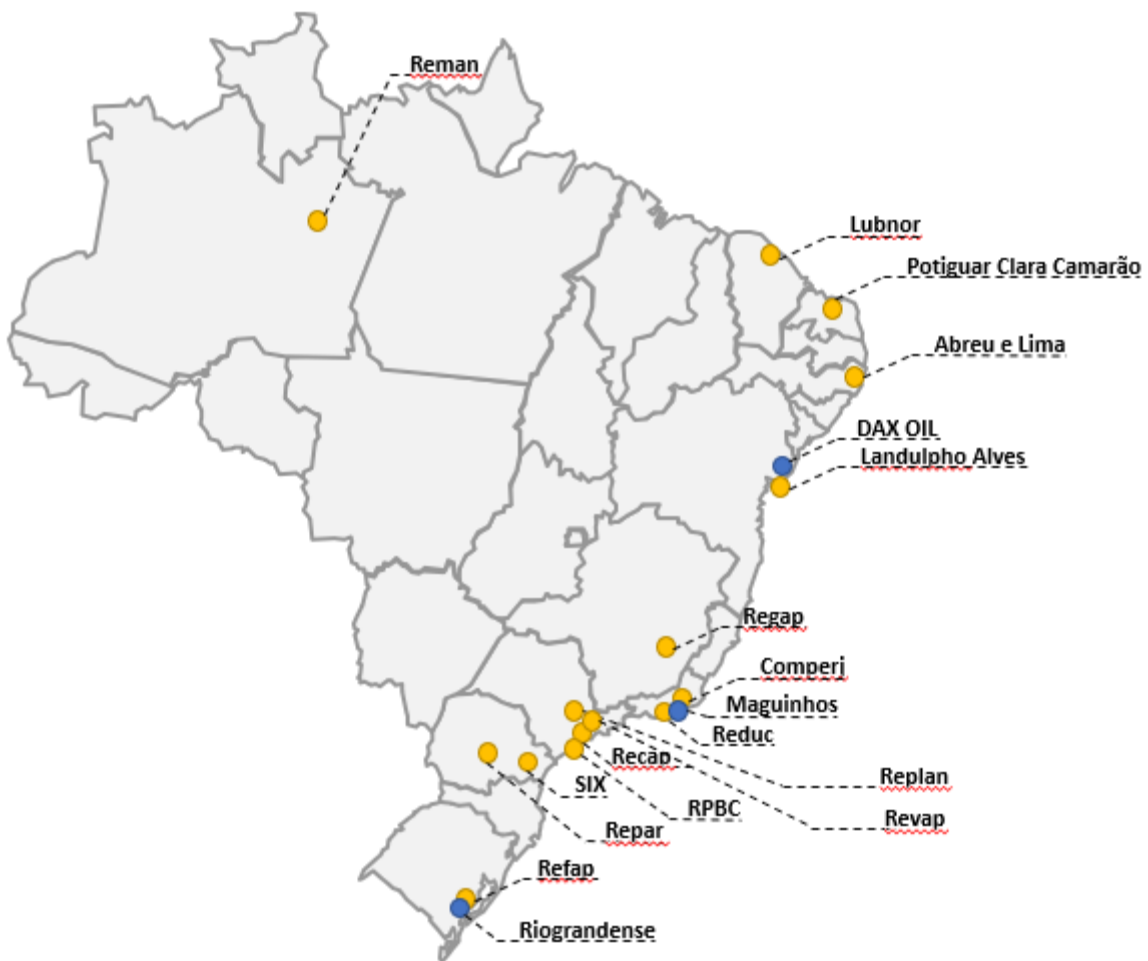 Reman
Lubnor
Potiguar Clara Camarão
Abreu e Lima
DAX OIL
Landulpho Alves
Regap
Comperj
Maguinhos
Reduc
Recap
Replan
SIX
RPBC
Revap
Repar
Refap
Riograndense